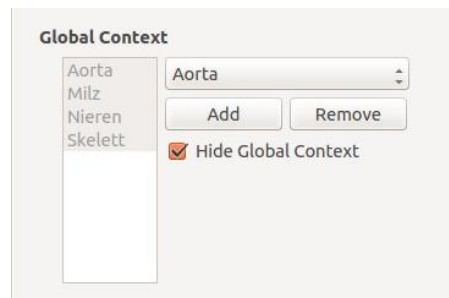 Global Context
Aorta
Milz
Nieren
Skelett
Aorta
Add
Remove
Hide Global Context